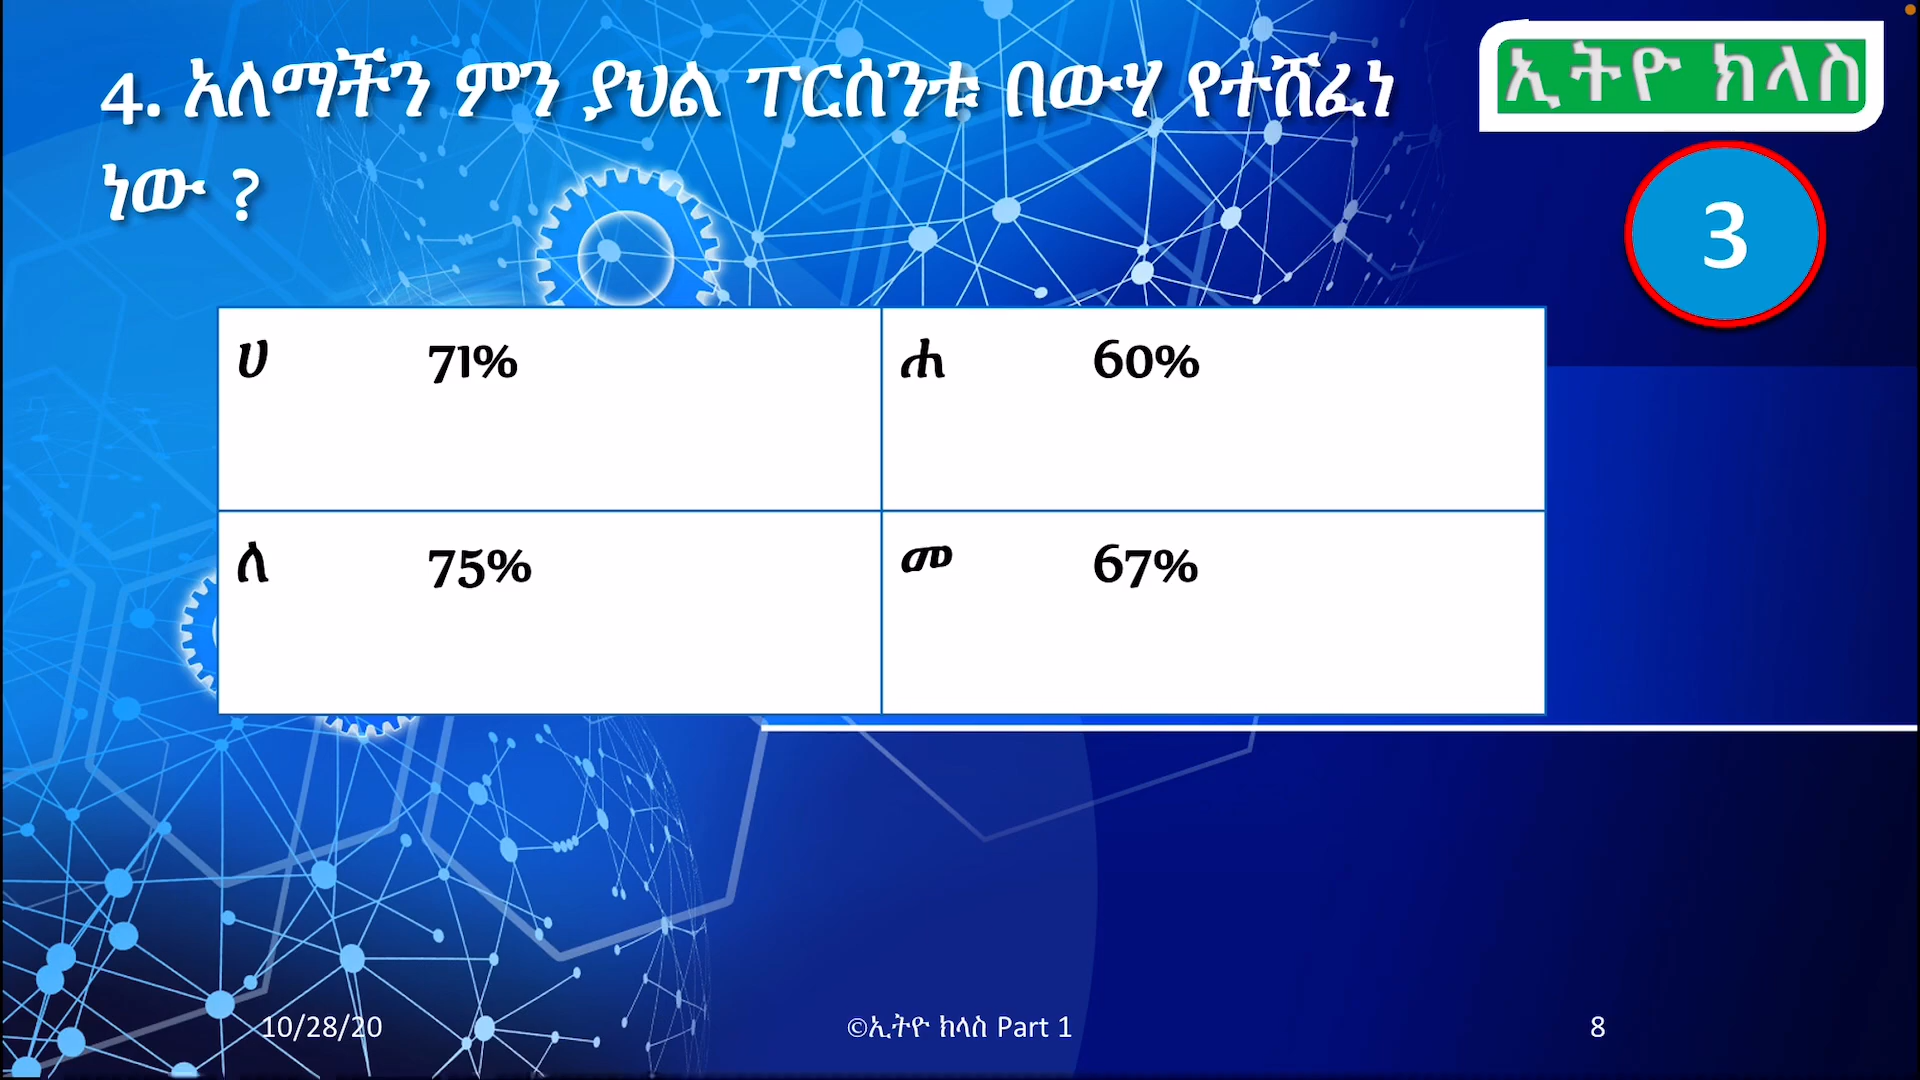 4. አለማችን ምን ያህል ፐርሰንቱ በውሃ የተሸፈነ
ነው ?
ኢትዮ ክላስ
3
ሀ 71%
ሐ 60%
ለ 75%
መ 67%
10/28/20
©ኢትዮ ክላስ Part 1
8